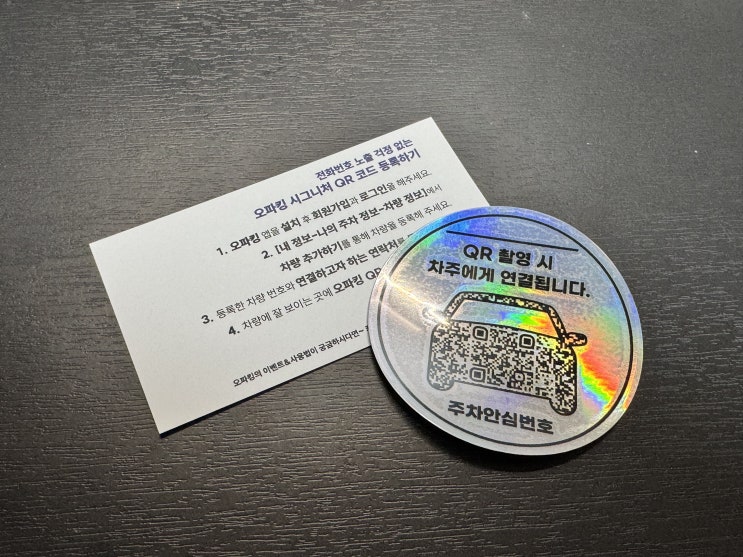 전화번호 노출 걱정 없는
오파킹 시그니처 QR 코드 등록하기
1. 오파킹 앱을 설치 후 회원가입과 로그인을 해주세요.
2. [내 정보-나의 주차 정보-차량 정보]에서
차량 추가하기를 통해 차량을 등록해 주세요.
3. 등록한 차량 번호와 연결하고자 하는 연락처를
4. 차량에 잘 보이는 곳에 오파킹 QR
오파킹의 이벤트&사용법이 궁금하시다면~
QR 촬영 시
차주에게 연결됩니다.
주차안심번호